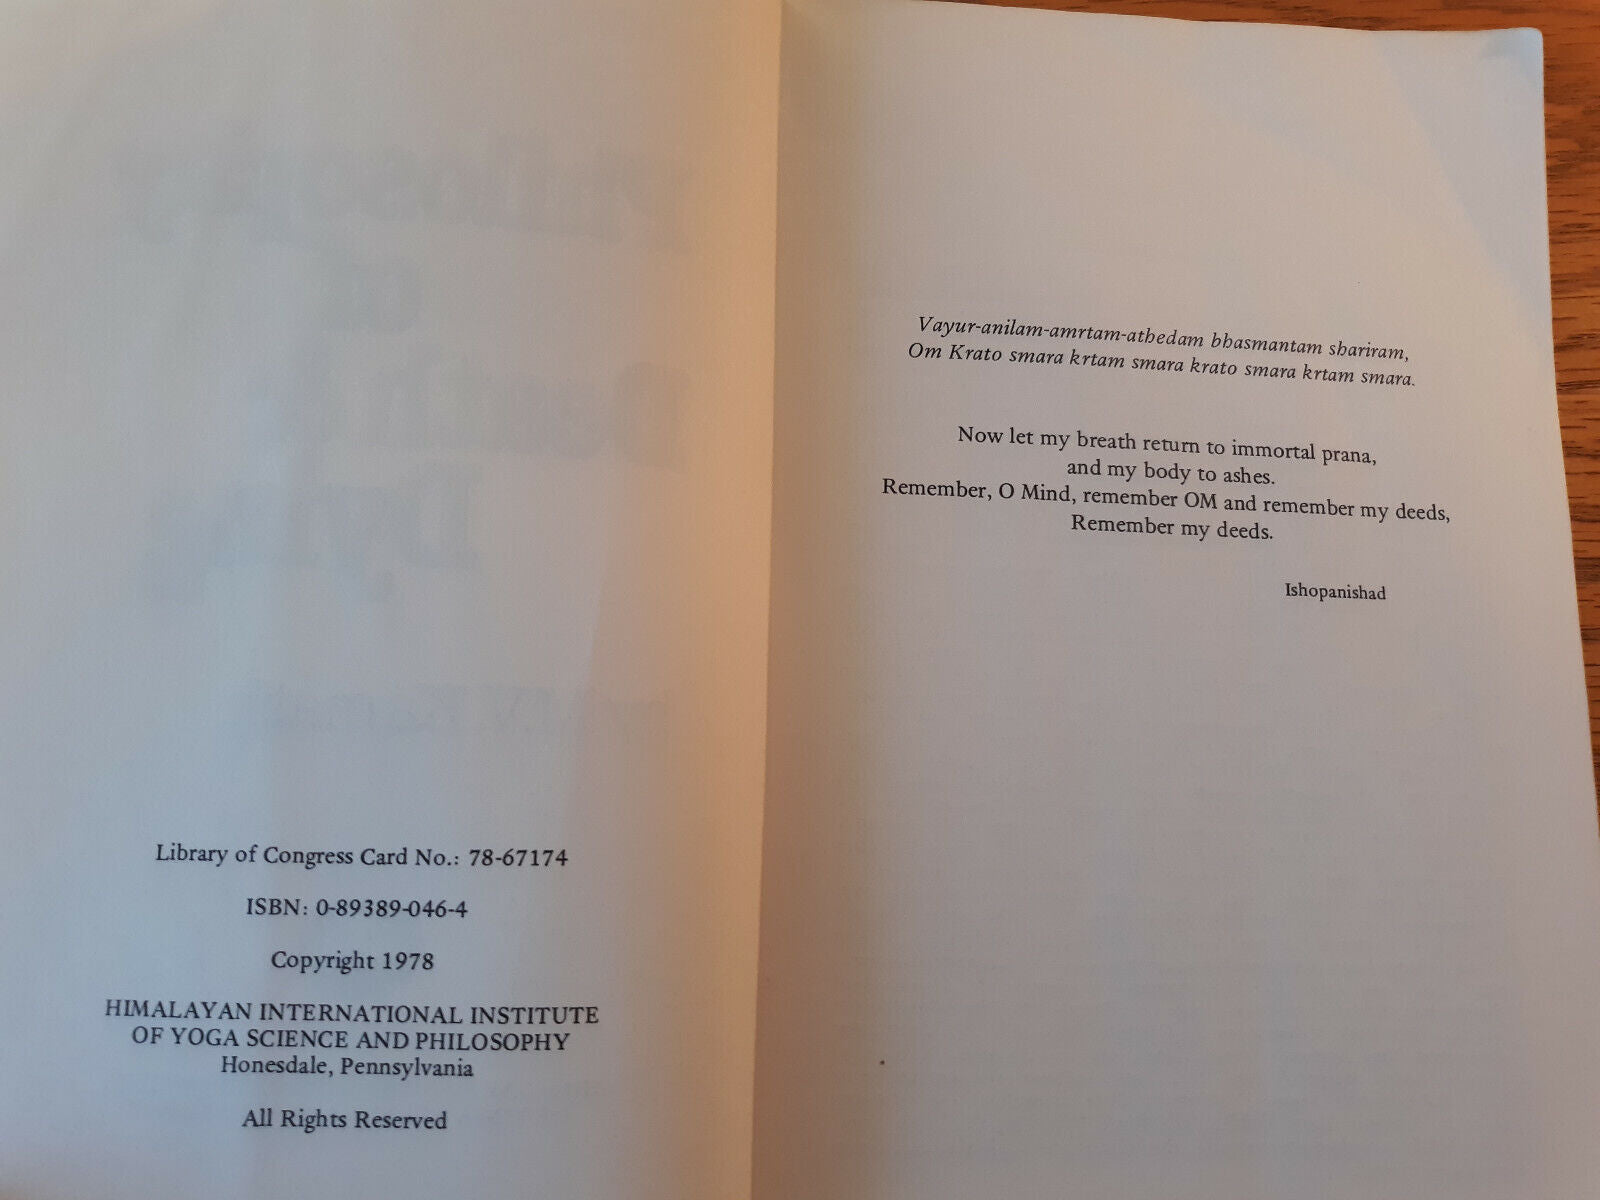 Library of Congress Card No.: 78-67174
ISBN: 0-89389-046-4
Copyright 1978
HIMALAYAN INTERNATIONAL INSTITUTE
OF YOGA SCIENCE AND PHILOSOPHY
Honesdale, Pennsylvania
All Rights Reserved
Vayur-anilam-amrtam-athedam bhasmantam shariram,
Om Krato smara krtam smara krato smara krtam smara.
Now let my breath return to immortal prana,
and my body to ashes.
Remember, O Mind, remember OM and remember my deeds,
Remember my deeds.
Ishopanishad